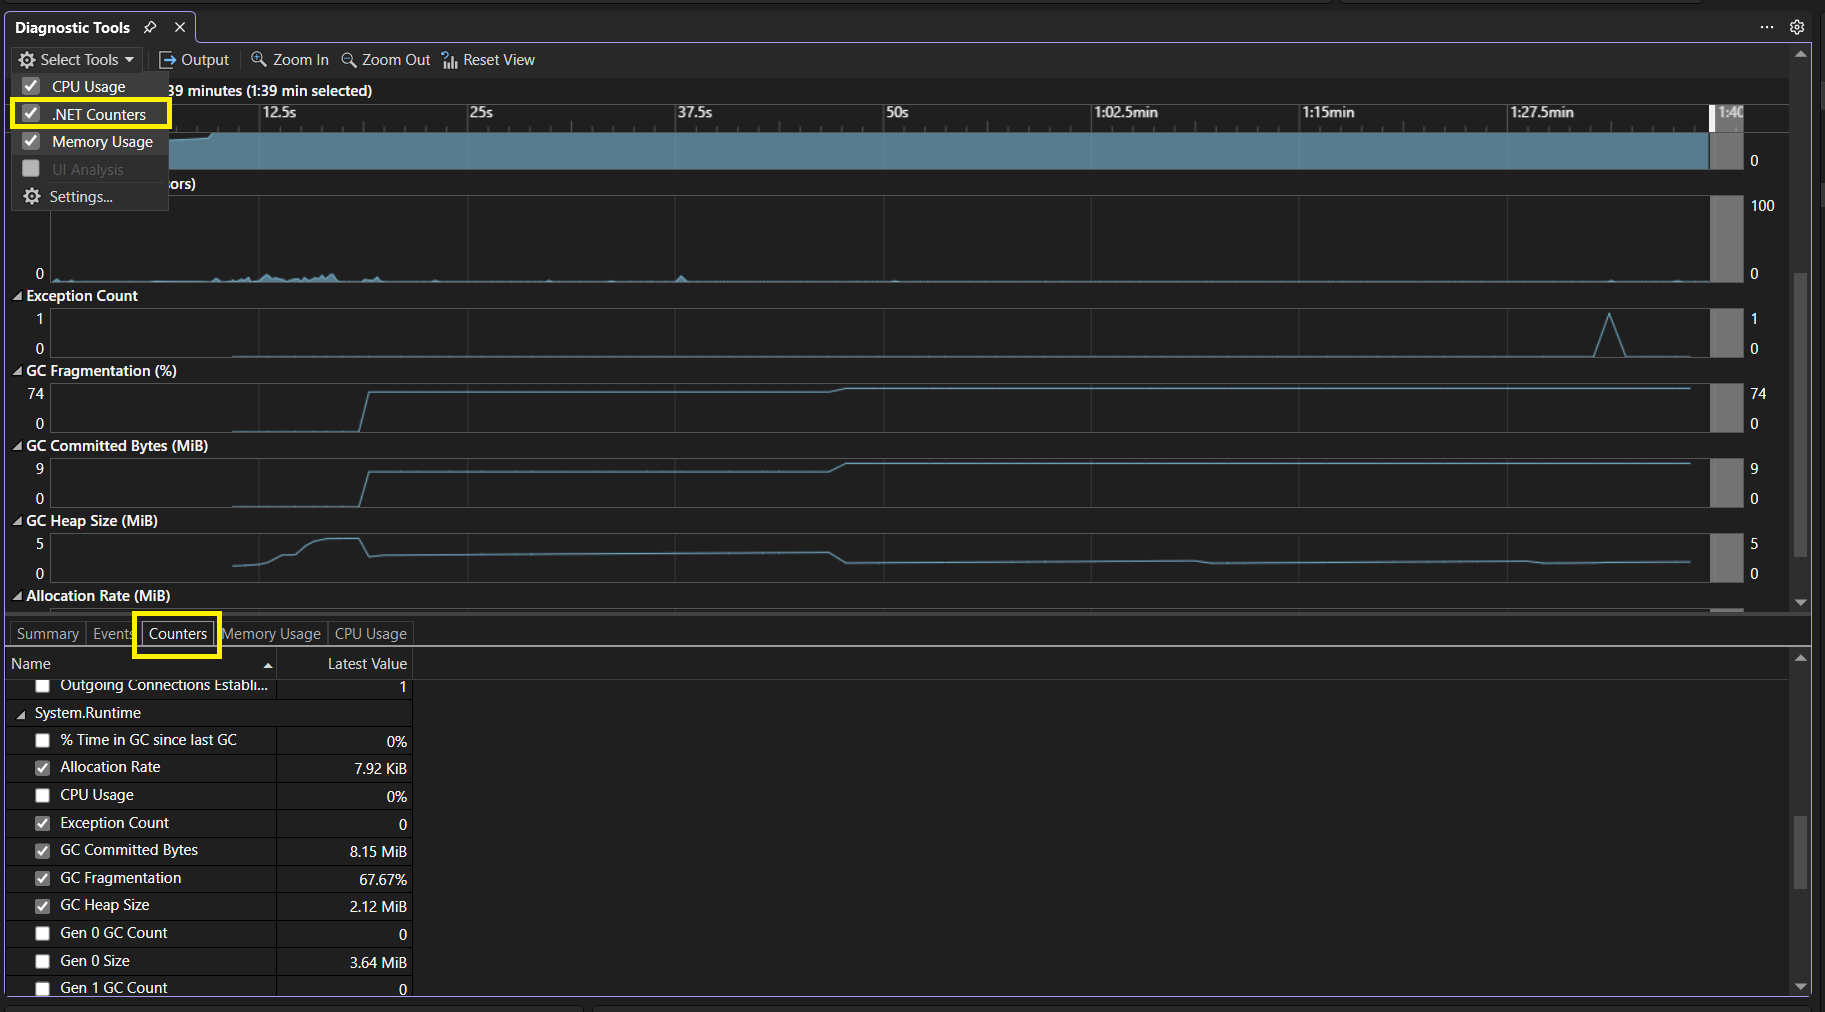 Diagnostic Tools
Select Tools Output Zoom In Zoom Out Reset View
CPU Usage
39 minutes (1:39 min selected)
.NET Counters
12.5s 25s 37.5s 50s 1:02.5min 1:15min 1:27.5min 1:40
Memory Usage
0
UI Analysis
ors)
Settings...
100
0 0
Exception Count
1 1
0 0
GC Fragmentation (%)
74 74
0 0
GC Committed Bytes (MiB)
9 9
0 0
GC Heap Size (MiB)
5 5
0 0
Allocation Rate (MiB)
Summary Events Counters Memory Usage CPU Usage
Name Latest Value
Outgoing Connections Establi... 1
System.Runtime
% Time in GC since last GC 0%
Allocation Rate 7.92 KiB
CPU Usage 0%
Exception Count 0
GC Committed Bytes 8.15 MiB
GC Fragmentation 67.67%
GC Heap Size 2.12 MiB
Gen 0 GC Count 0
Gen 0 Size 3.64 MiB
Gen 1 GC Count 0